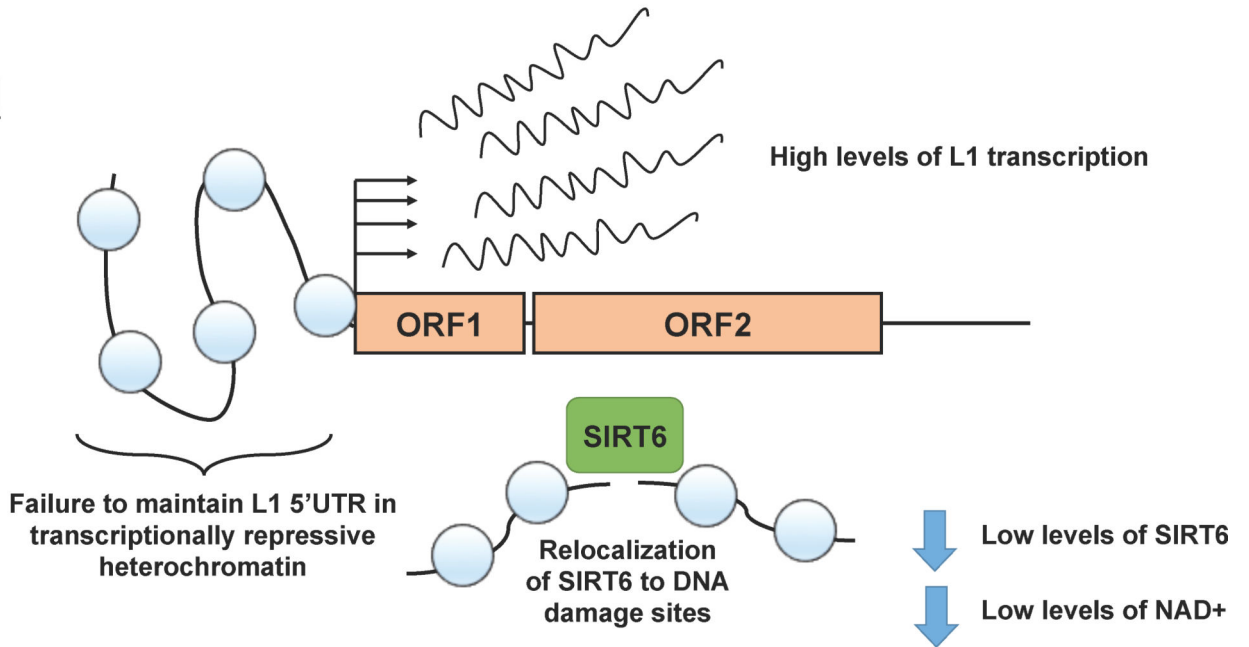 High levels of L1 transcription
ORF1
ORF2
SIRT6
Failure to maintain L1 5’UTR in
transcriptionally repressive
heterochromatin
Relocalization
of SIRT6 to DNA
damage sites
Low levels of SIRT6
Low levels of NAD+